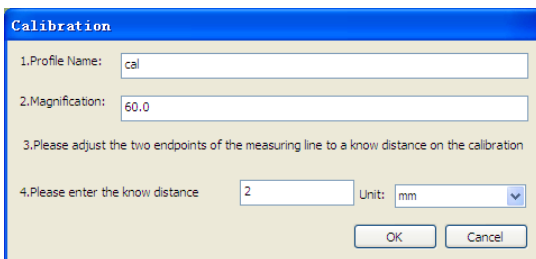 Calibration
1.Profile Name: cal
2.Magnification: 60.0
3.Please adjust the two endpoints of the measuring line to a know distance on the calibration
4.Please enter the know distance 2 Unit: mm
OK Cancel